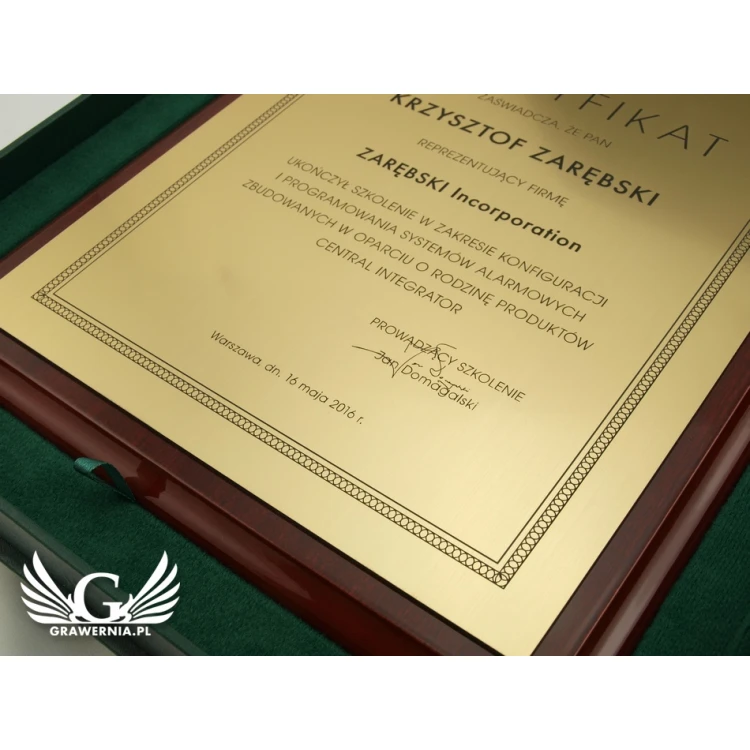 YFIKAT
ZAŚWIADCZA, ŻE PAN
KRZYSZTOF ZARĘBSKI
REPREZENTUJĄCY FIRMĘ
ZARĘBSKI Incorporation
UKOŃCZYŁ SZKOLENIE W ZAKRESIE KONFIGURACJI
I PROGRAMOWANIA SYSTEMÓW ALARMOWYCH
ZBUDOWANYCH W OPARCIU O RODZINĘ PRODUKTÓW
CENTRAL INTEGRATOR
PROWADZĄCY SZKOLENIE
Jan Domagalski
Warszawa, dn. 16 maja 2016 r.
G
GRAWERNIA.PL